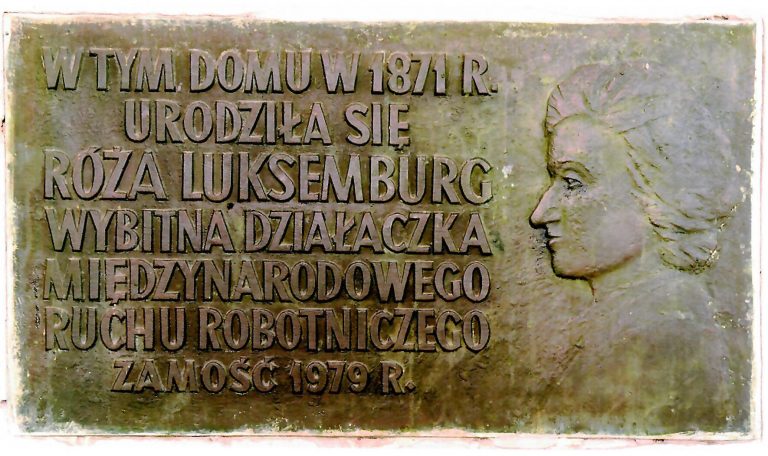 W TYM DOMU W 1871 R.
URODZIŁA SIĘ
RÓŻA LUKSEMBURG
WYBITNA DZIAŁACZKA
MIĘDZYNARODOWEGO
RUCHU ROBOTNICZEGO
ZAMOŚĆ 1979 R.